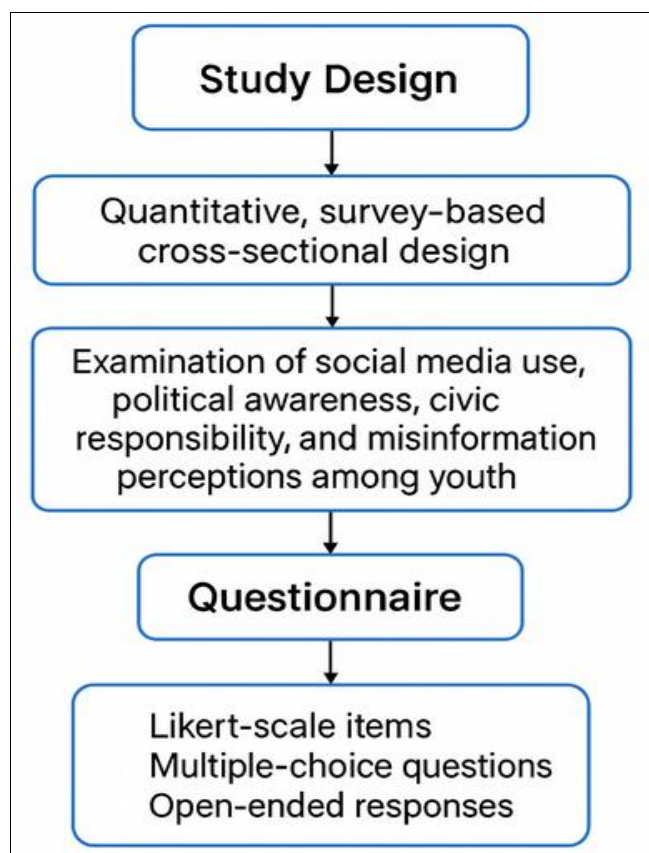 Study Design
Quantitative, survey-based
cross-sectional design
Examination of social media use,
political awareness, civic
responsibility, and misinformation
perceptions among youth
Questionnaire
Likert-scale items
Multiple-choice questions
Open-ended responses